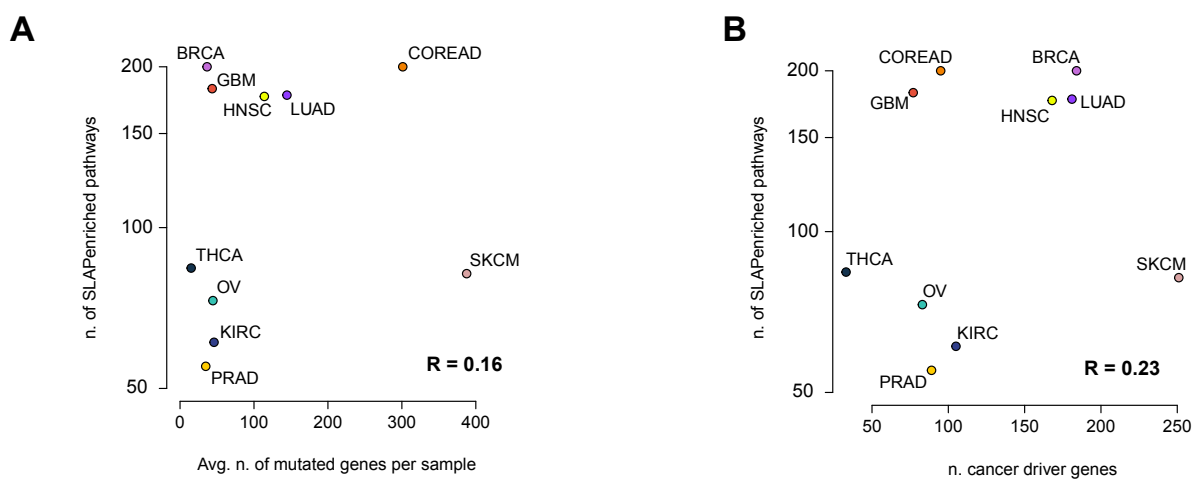 A
n. of SLAPenriched pathways
200
150
100
50
BRCA
COREAD
GBM
HNSC
LUAD
THCA
SKCM
OV
KIRC
PRAD
R = 0.16
0 100 200 300 400
Avg. n. of mutated genes per sample
B
n. of SLAPenriched pathways
200
150
100
50
COREAD
BRCA
GBM
HNSC
LUAD
THCA
SKCM
OV
KIRC
PRAD
R = 0.23
50 100 150 200 250
n. cancer driver genes